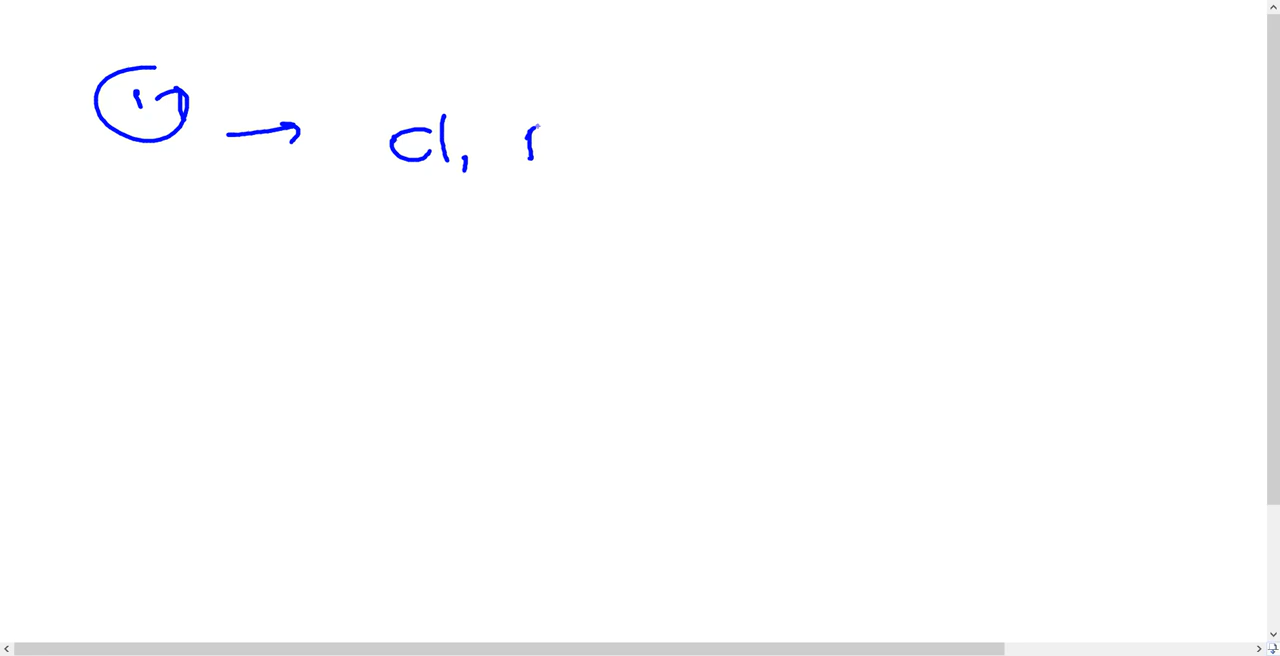 17 → Cl,